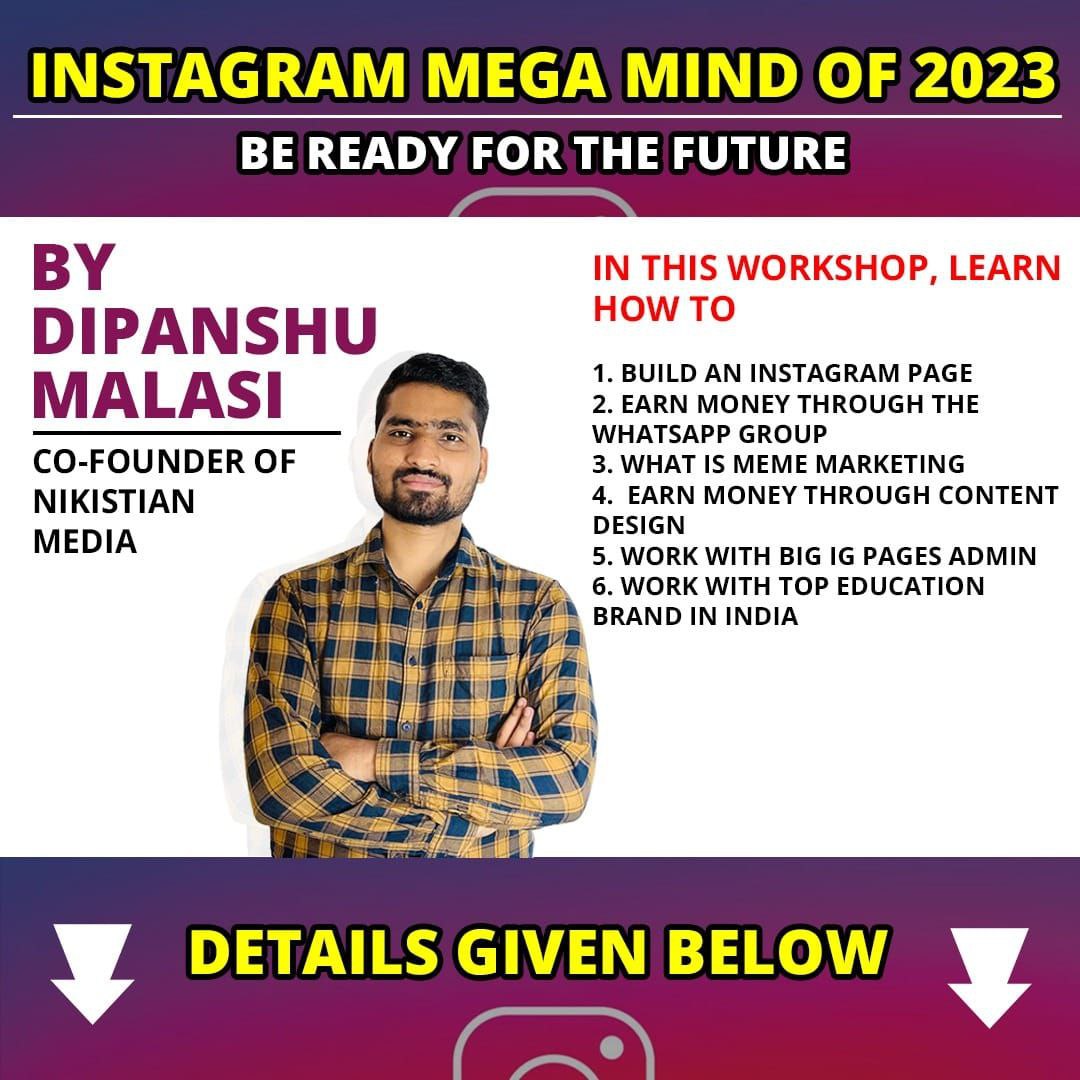 INSTAGRAM MEGA MIND OF 2023
BE READY FOR THE FUTURE
BY
DIPANSHU
MALASI
CO-FOUNDER OF
NIKISTIAN
MEDIA
IN THIS WORKSHOP, LEARN
HOW TO
1. BUILD AN INSTAGRAM PAGE
2. EARN MONEY THROUGH THE
WHATSAPP GROUP
3. WHAT IS MEME MARKETING
4. EARN MONEY THROUGH CONTENT
DESIGN
5. WORK WITH BIG IG PAGES ADMIN
6. WORK WITH TOP EDUCATION
BRAND IN INDIA
DETAILS GIVEN BELOW